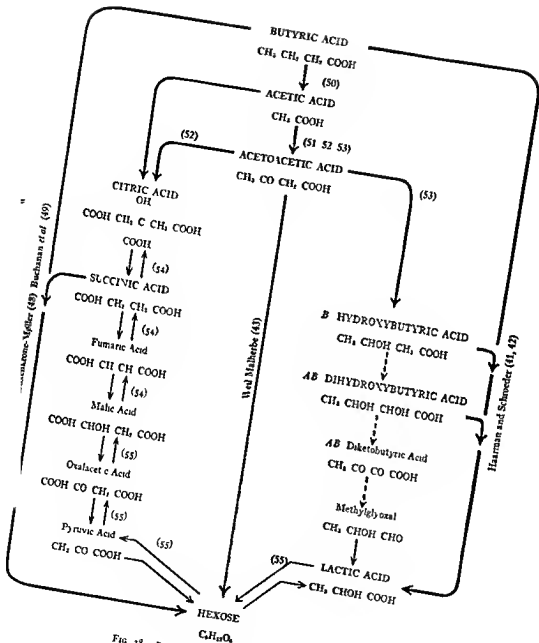 BUTYRIC ACID
CH₃ CH₂ CH₂ COOH
(50)
ACETIC ACID
CH₃ COOH
(51 52 53)
(52)
ACETOACETIC ACID
CH₃ CO CH₂ COOH
(53)
CITRIC ACID
OH
COOH CH₂ C CH₂ COOH
COOH
(54)
SUCCINIC ACID
COOH CH₂ CH₂ COOH
(54)
Fumaric Acid
COOH CH CH COOH
(54)
Malic Acid
COOH CHOH CH₂ COOH
(55)
Oxalacetic Acid
COOH CO CH₂ COOH
(55)
Pyruvic Acid
CH₃ CO COOH
(55)
Buchanan et al (49)
(48)
Weil Malherbe (43)
B HYDROXYBUTYRIC ACID
CH₃ CHOH CH₂ COOH
AB DIHYDROXYBUTYRIC ACID
CH₃ CHOH CHOH COOH
AB Diketobutyric Acid
CH₃ CO CO COOH
Methylglyoxal
CH₃ CHOH CHO
(55)
LACTIC ACID
CH₃ CHOH COOH
Haarman and Schroeder (41, 42)
HEXOSE
C₆H₁₂O₆